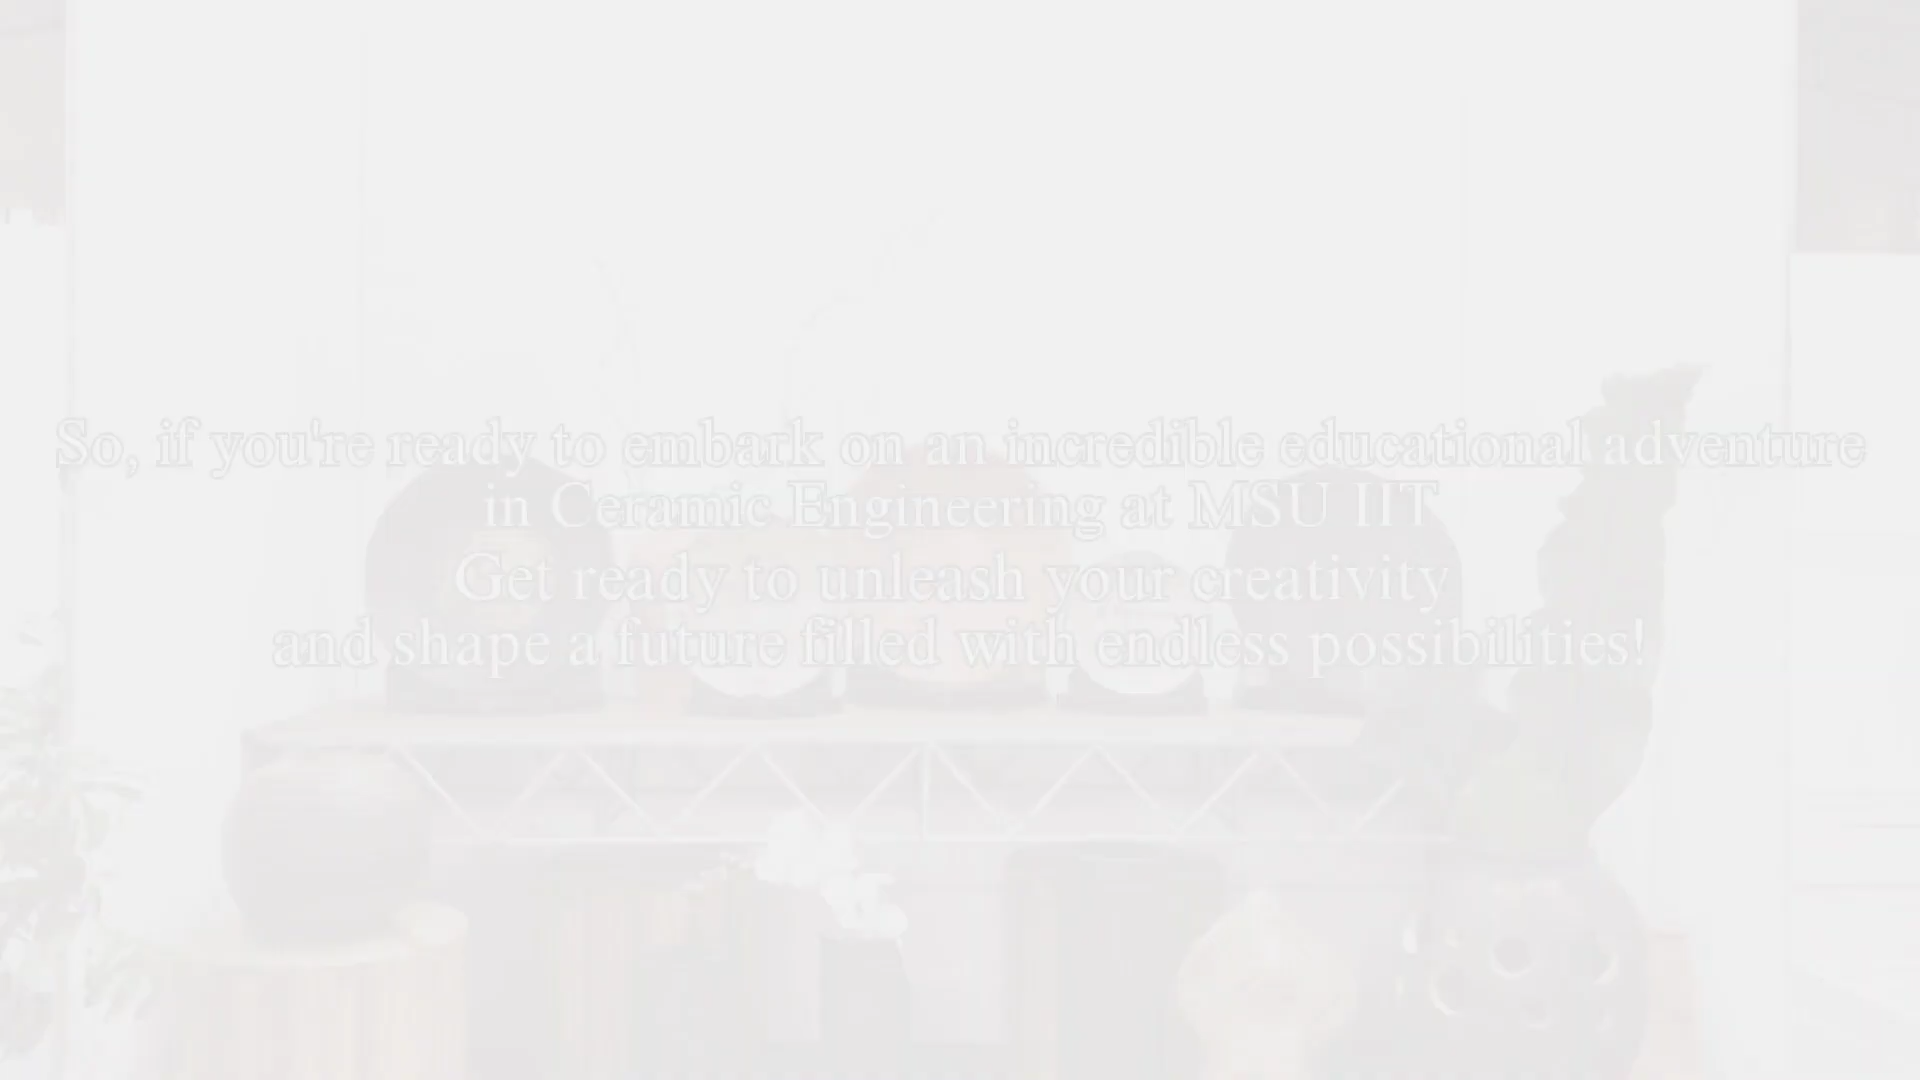 So, if you're ready to embark on an incredible educational adventure
in Ceramic Engineering at MSU IIT
Get ready to unleash your creativity
and shape a future filled with endless possibilities!